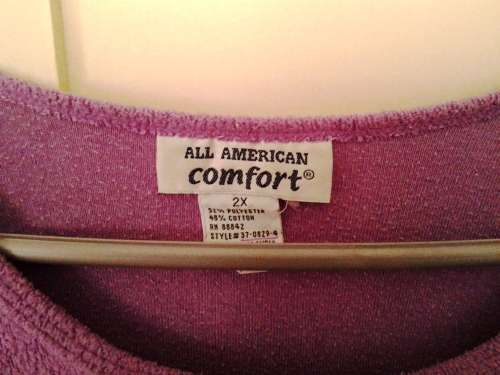 ALL AMERICAN
comfort®
2X
52% POLYESTER
48% COTTON
RN 88842
STYLE# 37-0829-4